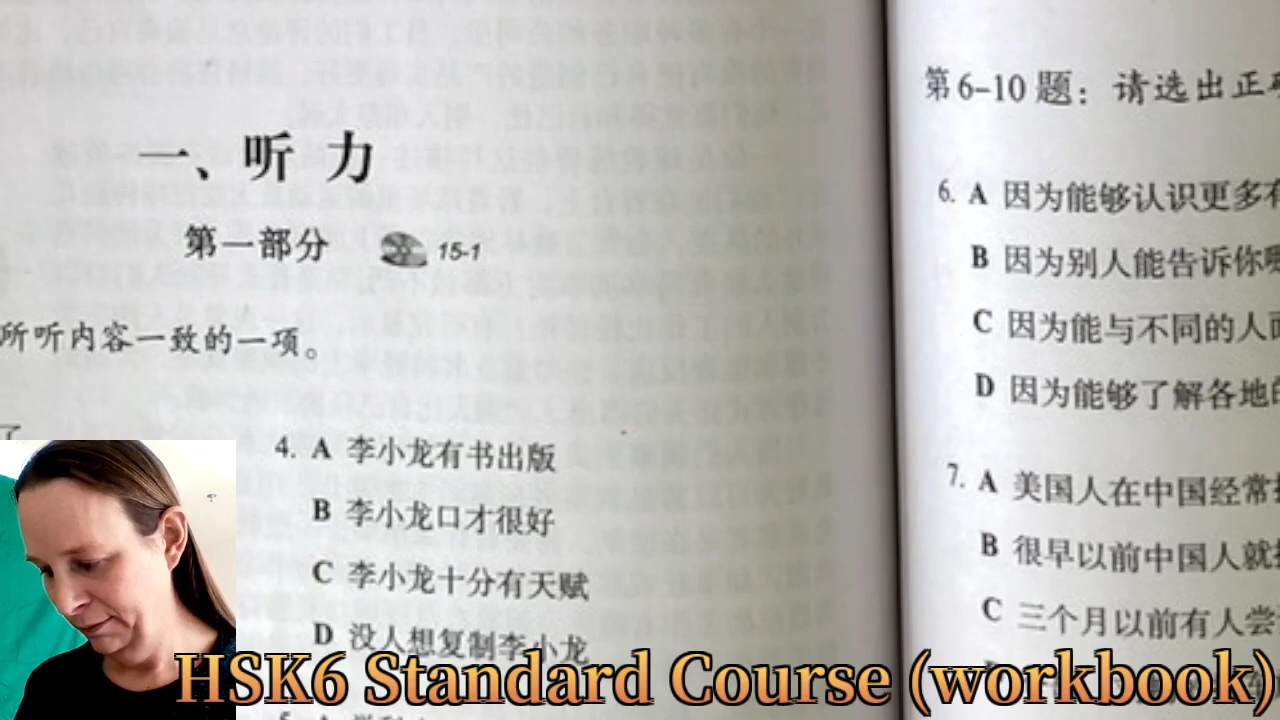 一、听 力
第一部分 15-1
所听内容一致的一项。
了
4. A 李小龙有书出版
B 李小龙口才很好
C 李小龙十分有天赋
D 没人想复制李小龙
5. A
第6-10题：请选出正确
6. A 因为能够认识更多有
B 因为别人能告诉你哪
C 因为能与不同的人面
D 因为能够了解各地的
7. A 美国人在中国经常
B 很早以前中国人就
C 三个月以前有人尝
HSK6 Standard Course (workbook)